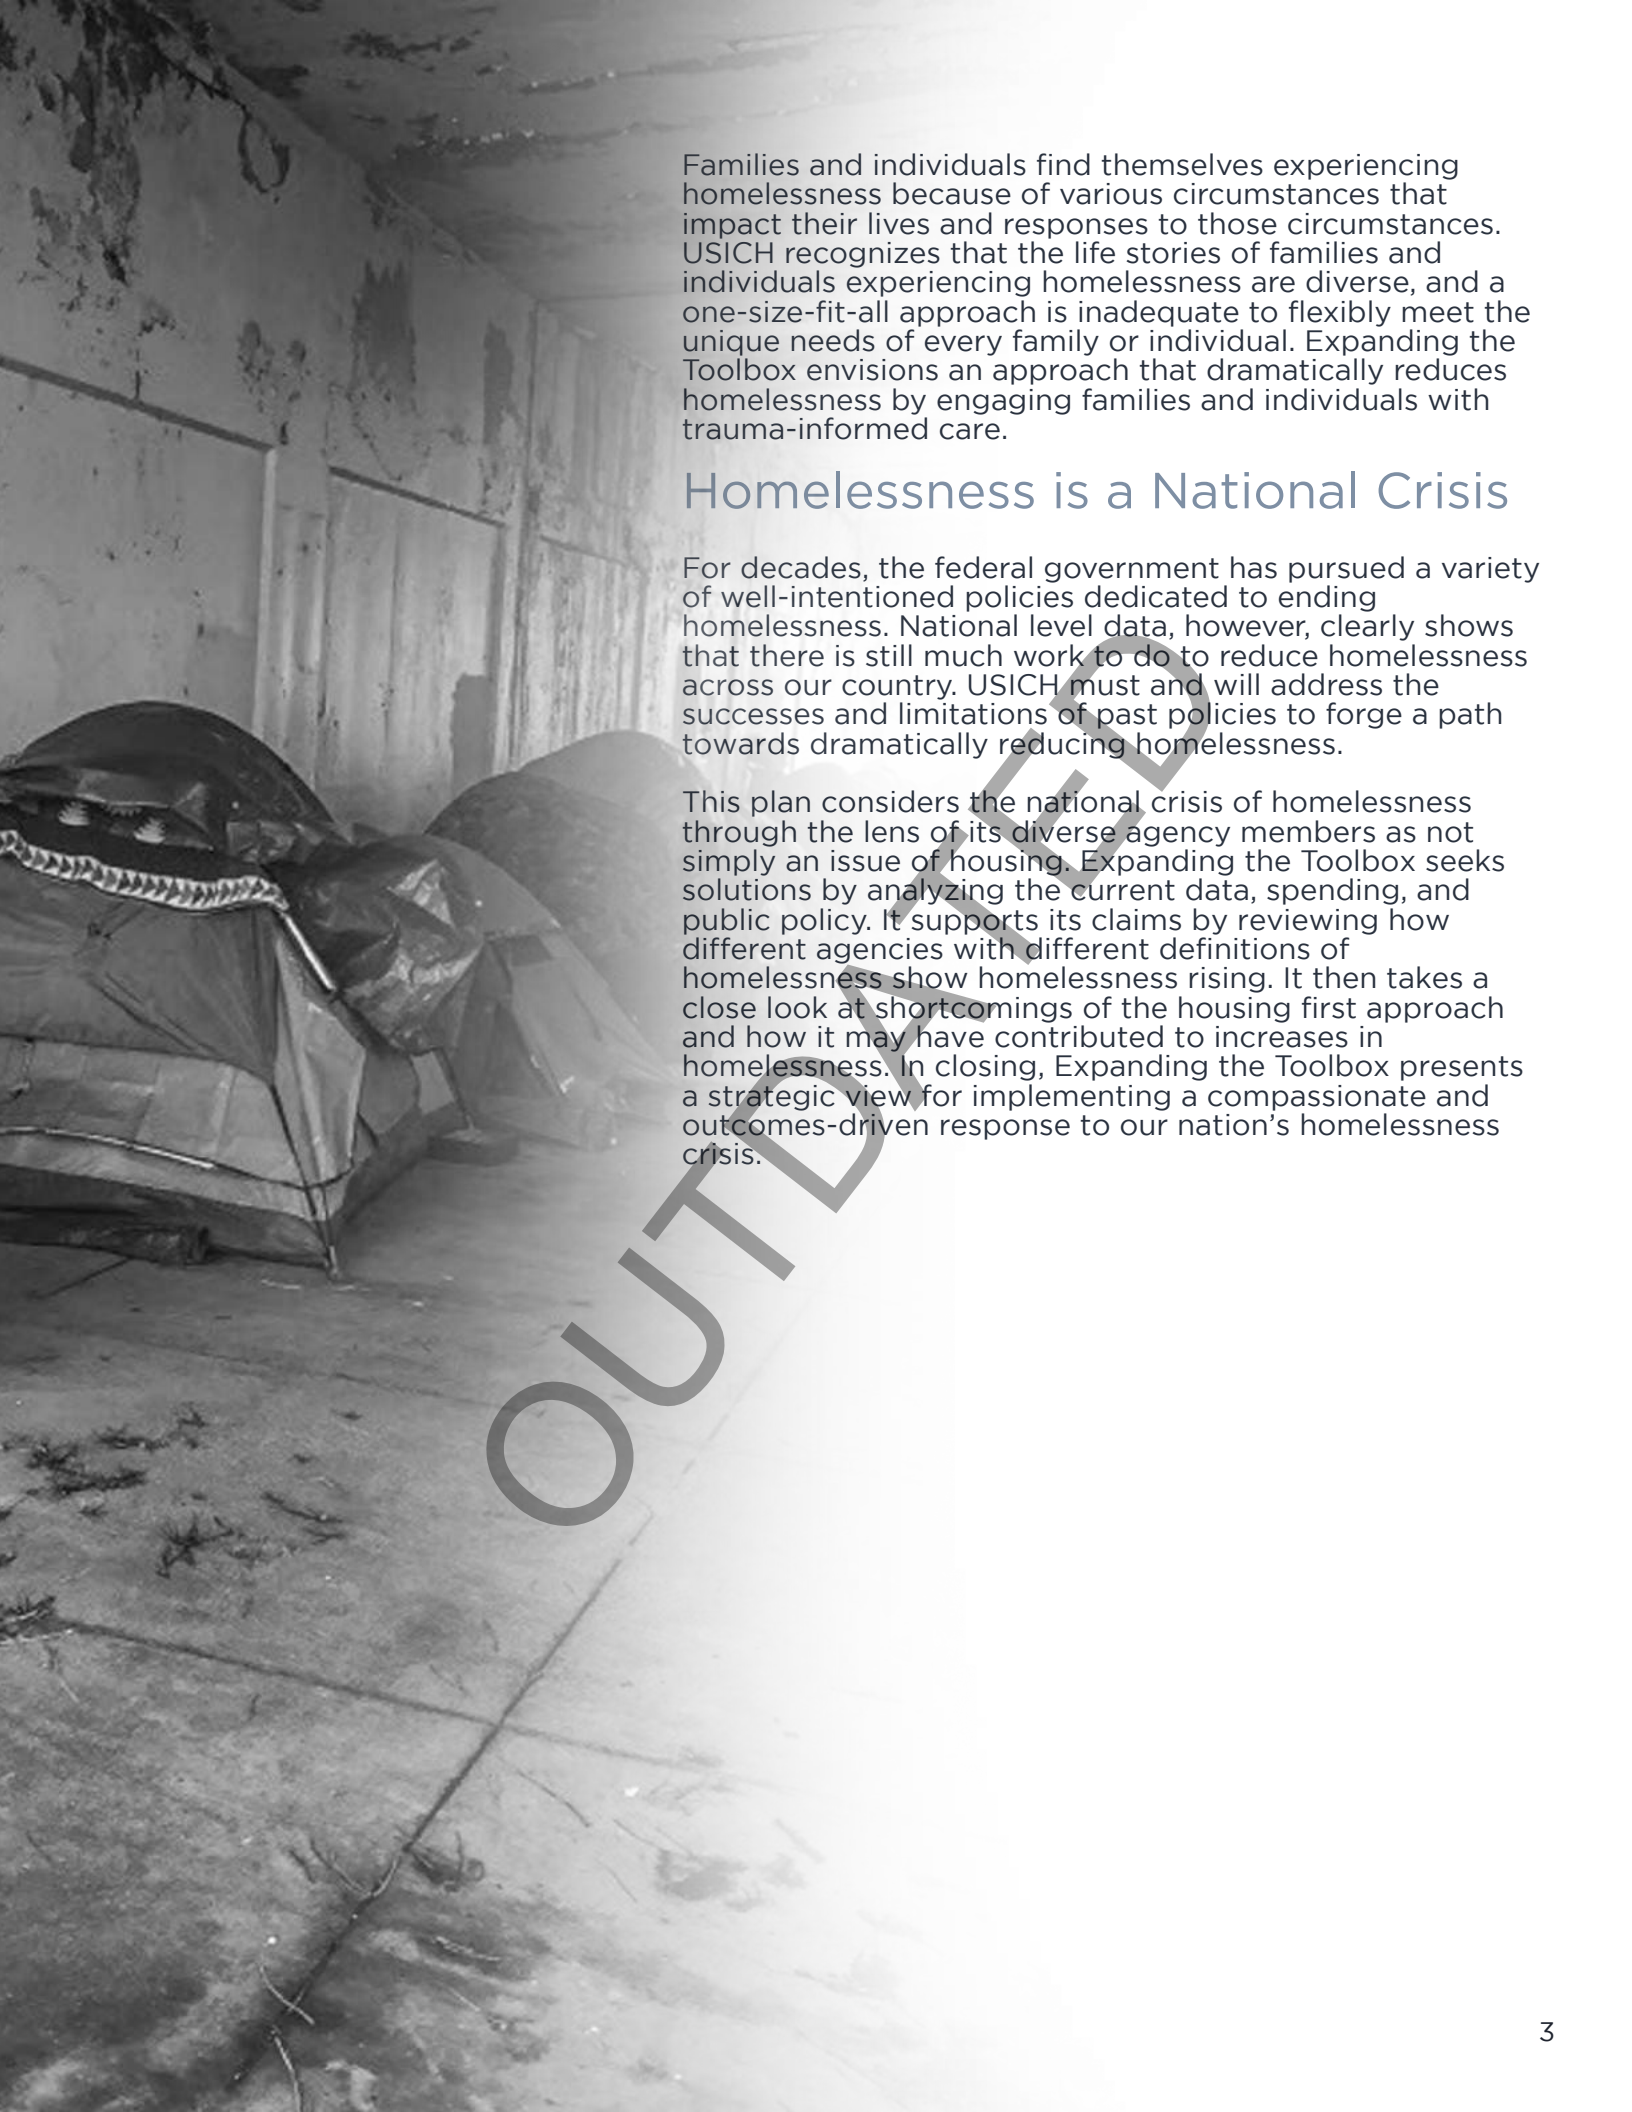 Families and individuals find themselves experiencing
homelessness because of various circumstances that
impact their lives and responses to those circumstances.
USICH recognizes that the life stories of families and
individuals experiencing homelessness are diverse, and a
one-size-fit-all approach is inadequate to flexibly meet the
unique needs of every family or individual. Expanding the
Toolbox envisions an approach that dramatically reduces
homelessness by engaging families and individuals with
trauma-informed care.
Homelessness is a National Crisis
For decades, the federal government has pursued a variety
of well-intentioned policies dedicated to ending
homelessness. National level data, however, clearly shows
that there is still much work to do to reduce homelessness
across our country. USICH must and will address the
successes and limitations of past policies to forge a path
towards dramatically reducing homelessness.
This plan considers the national crisis of homelessness
through the lens of its diverse agency members as not
simply an issue of housing. Expanding the Toolbox seeks
solutions by analyzing the current data, spending, and
public policy. It supports its claims by reviewing how
different agencies with different definitions of
homelessness show homelessness rising. It then takes a
close look at shortcomings of the housing first approach
and how it may have contributed to increases in
homelessness. In closing, Expanding the Toolbox presents
a strategic view for implementing a compassionate and
outcomes-driven response to our nation's homelessness
crisis.
OUTDATED
3